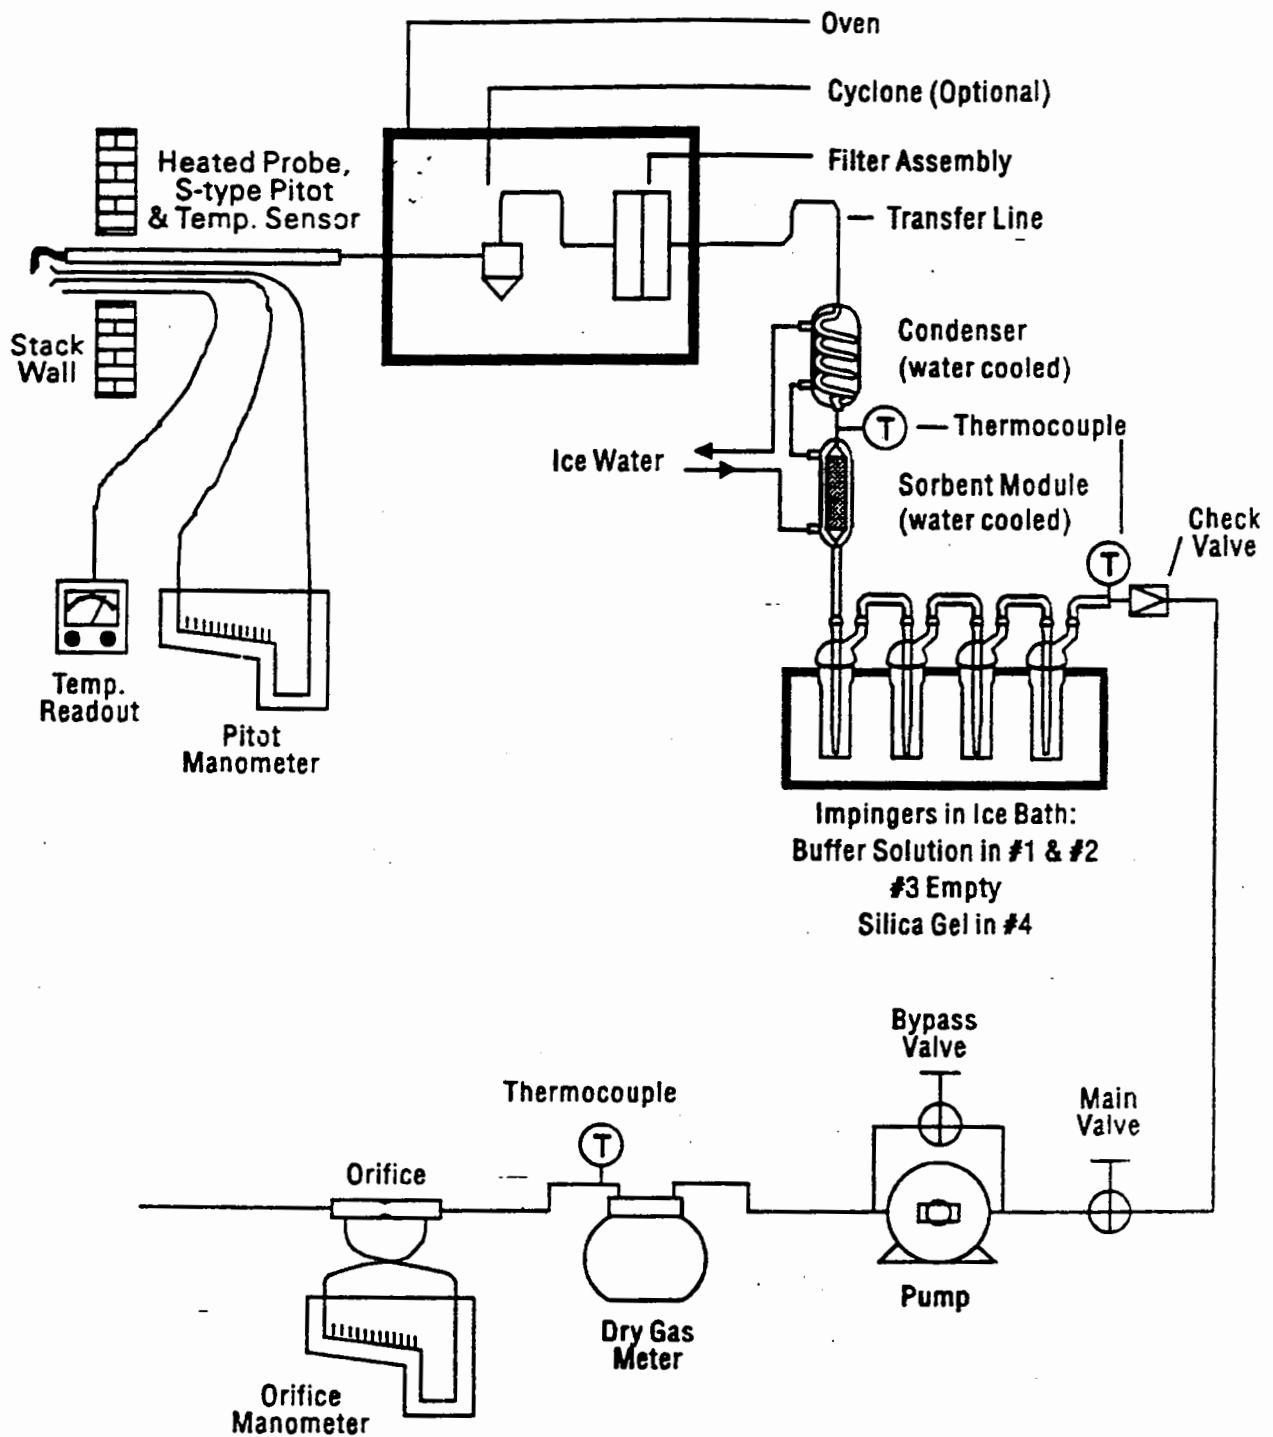 Oven
Cyclone (Optional)
Filter Assembly
Heated Probe,
S-type Pitot
& Temp. Sensor
Transfer Line
Stack
Wall
Condenser
(water cooled)
T
Thermocouple
Ice Water
Sorbent Module
(water cooled)
Check
Valve
T
Temp.
Readout
Pitot
Manometer
Impingers in Ice Bath:
Buffer Solution in #1 & #2
#3 Empty
Silica Gel in #4
Bypass
Valve
Main
Valve
Thermocouple
T
Orifice
Pump
Dry Gas
Meter
Orifice
Manometer